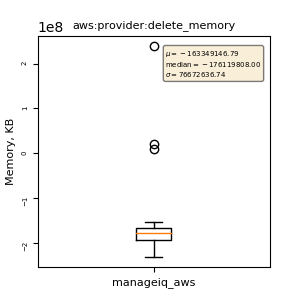 aws:provider:delete_memory
1e8
μ = −163349146.79
median = −176119808.00
σ = 76672636.74
2
1
0
−1
−2
Memory, KB
manageiq_aws